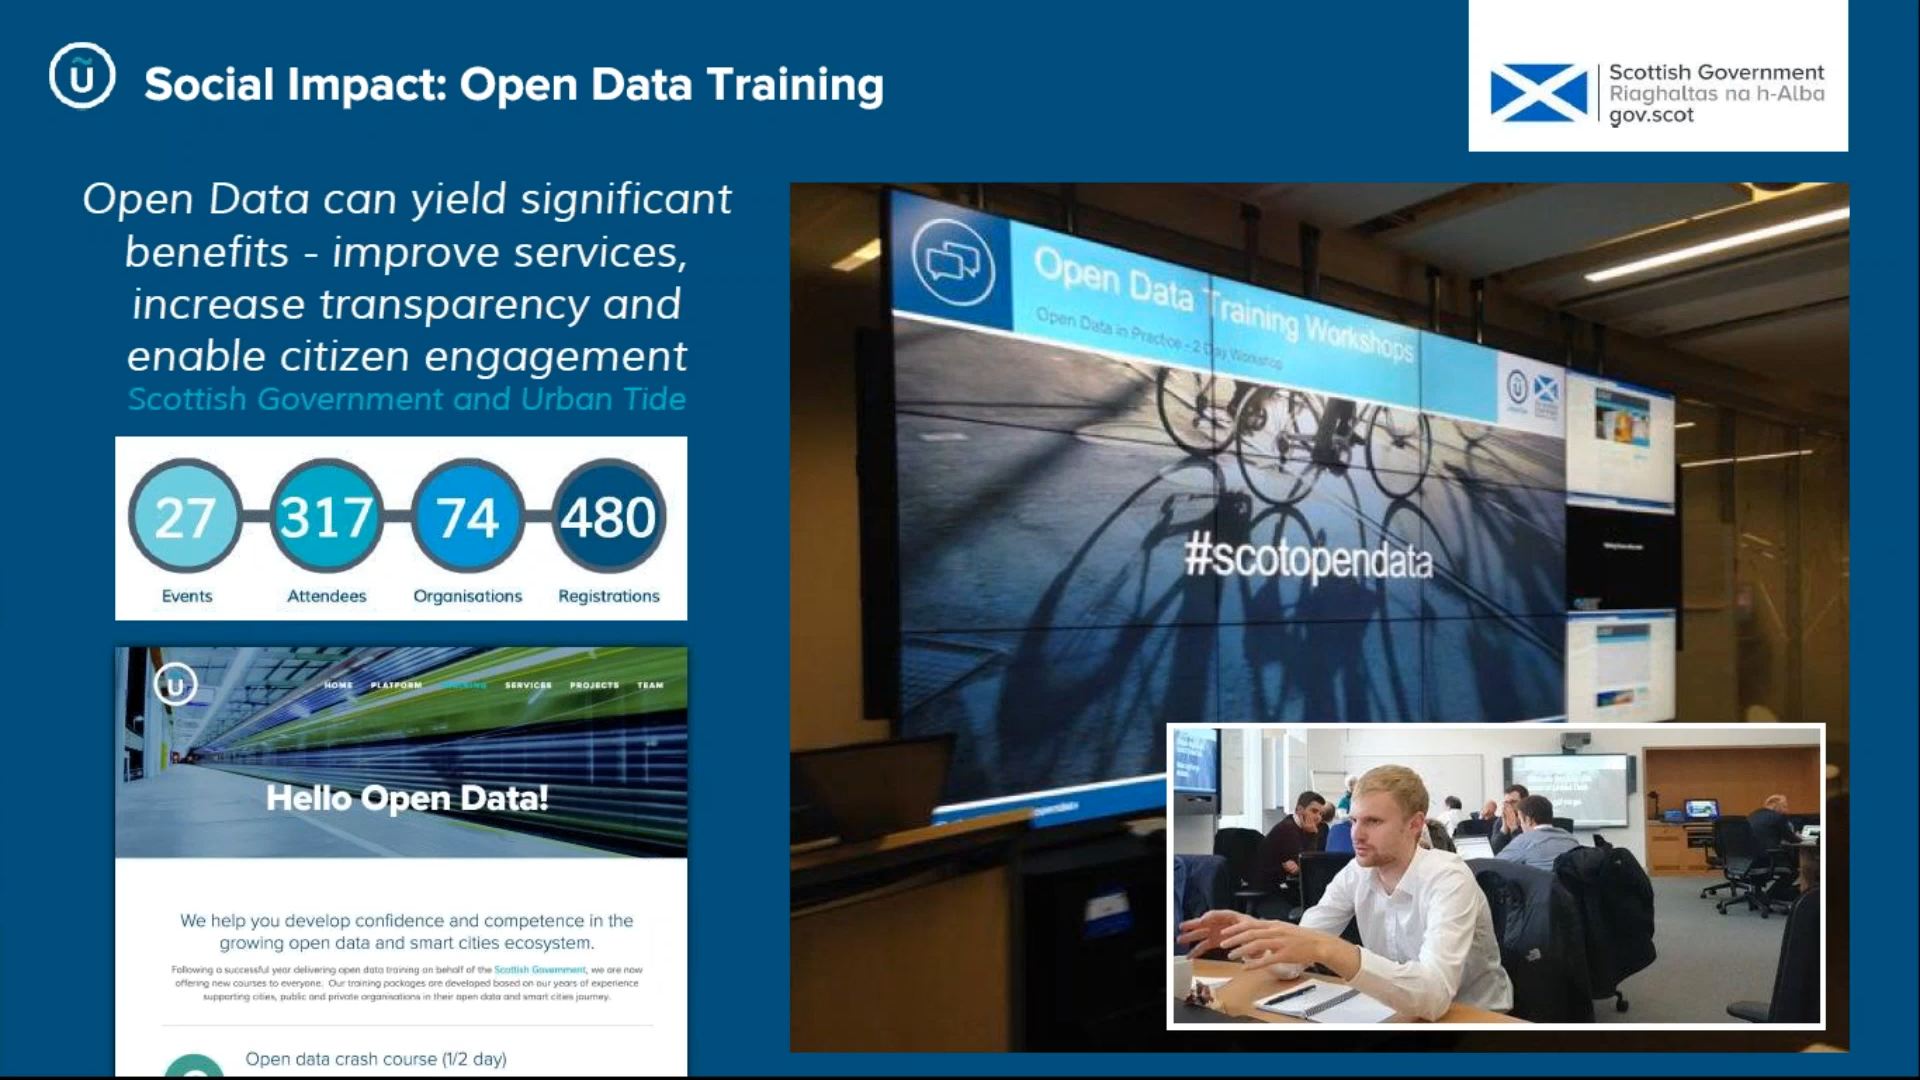 Ũ
Social Impact: Open Data Training
Scottish Government
Riaghaltas na h-Alba
gov.scot
Open Data can yield significant
benefits - improve services,
increase transparency and
enable citizen engagement
Scottish Government and Urban Tide
27
317
74
480
Events
Attendees
Organisations
Registrations
Ũ
HOME
PLATFORM
SERVICES
PROJECTS
TEAM
Hello Open Data!
We help you develop confidence and competence in the
growing open data and smart cities ecosystem.
Following a successful year delivering open data training on behalf of the Scottish Government, we are now
offering new courses to everyone. Our training packages are developed based on our years of experience
supporting cities, public and private organisations in their open data and smart cities journey.
Open data crash course (1/2 day)
Open Data Training Workshops
Open Data in Practice - 2 Day Workshop
#scotopendata